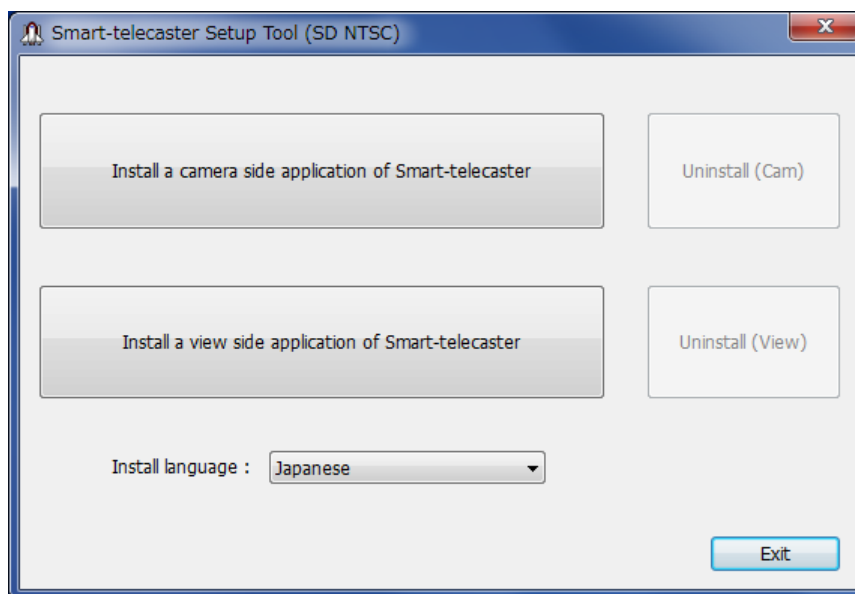 Smart-telecaster Setup Tool (SD NTSC)
Install a camera side application of Smart-telecaster
Uninstall (Cam)
Install a view side application of Smart-telecaster
Uninstall (View)
Install language :
Japanese
Exit